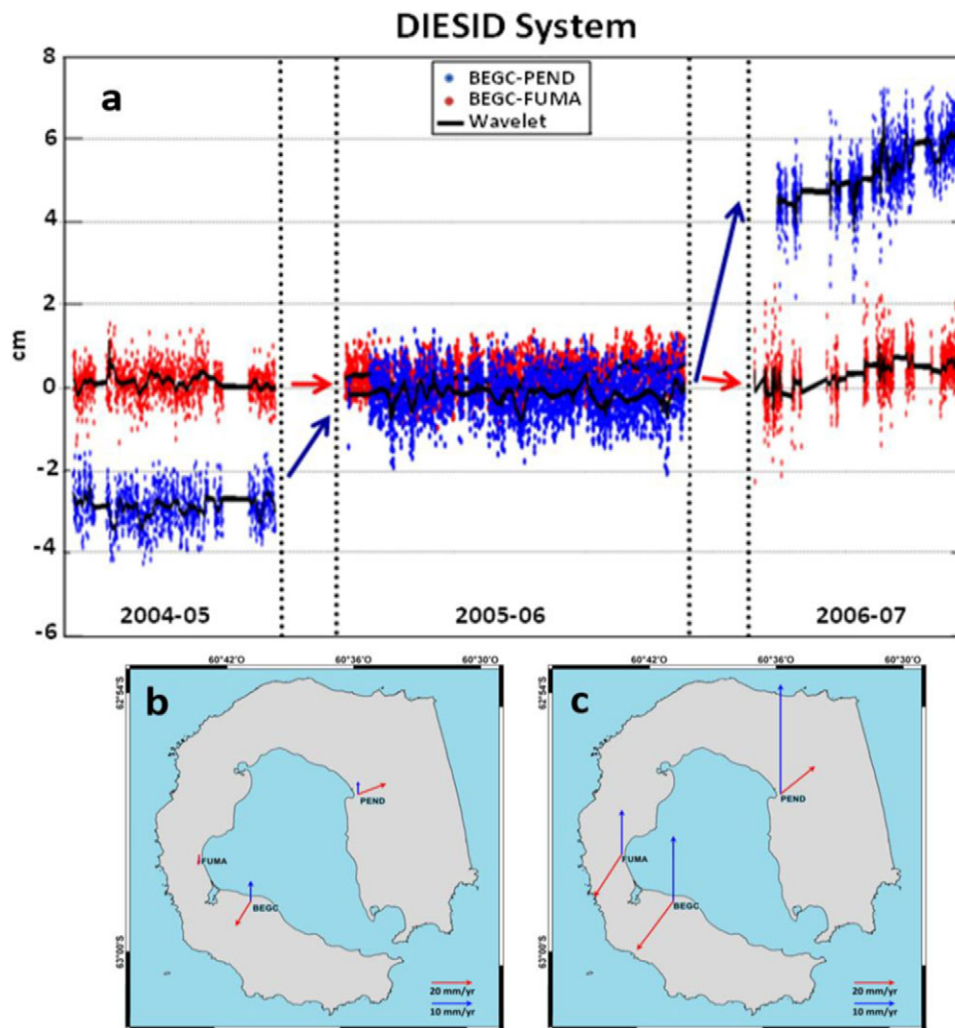 DIESID System
8
6
4
2
0
-2
-4
-6
cm
a
BEGC-PEND
BEGC-FUMA
Wavelet
2004-05
2005-06
2006-07
60°42'O
60°36'O
60°30'O
62°54'S
63°00'S
b
PEND
FUMA
BEGC
20 mm/yr
10 mm/yr
60°42'O
60°36'O
60°30'O
62°54'S
63°00'S
c
PEND
FUMA
BEGC
20 mm/yr
10 mm/yr